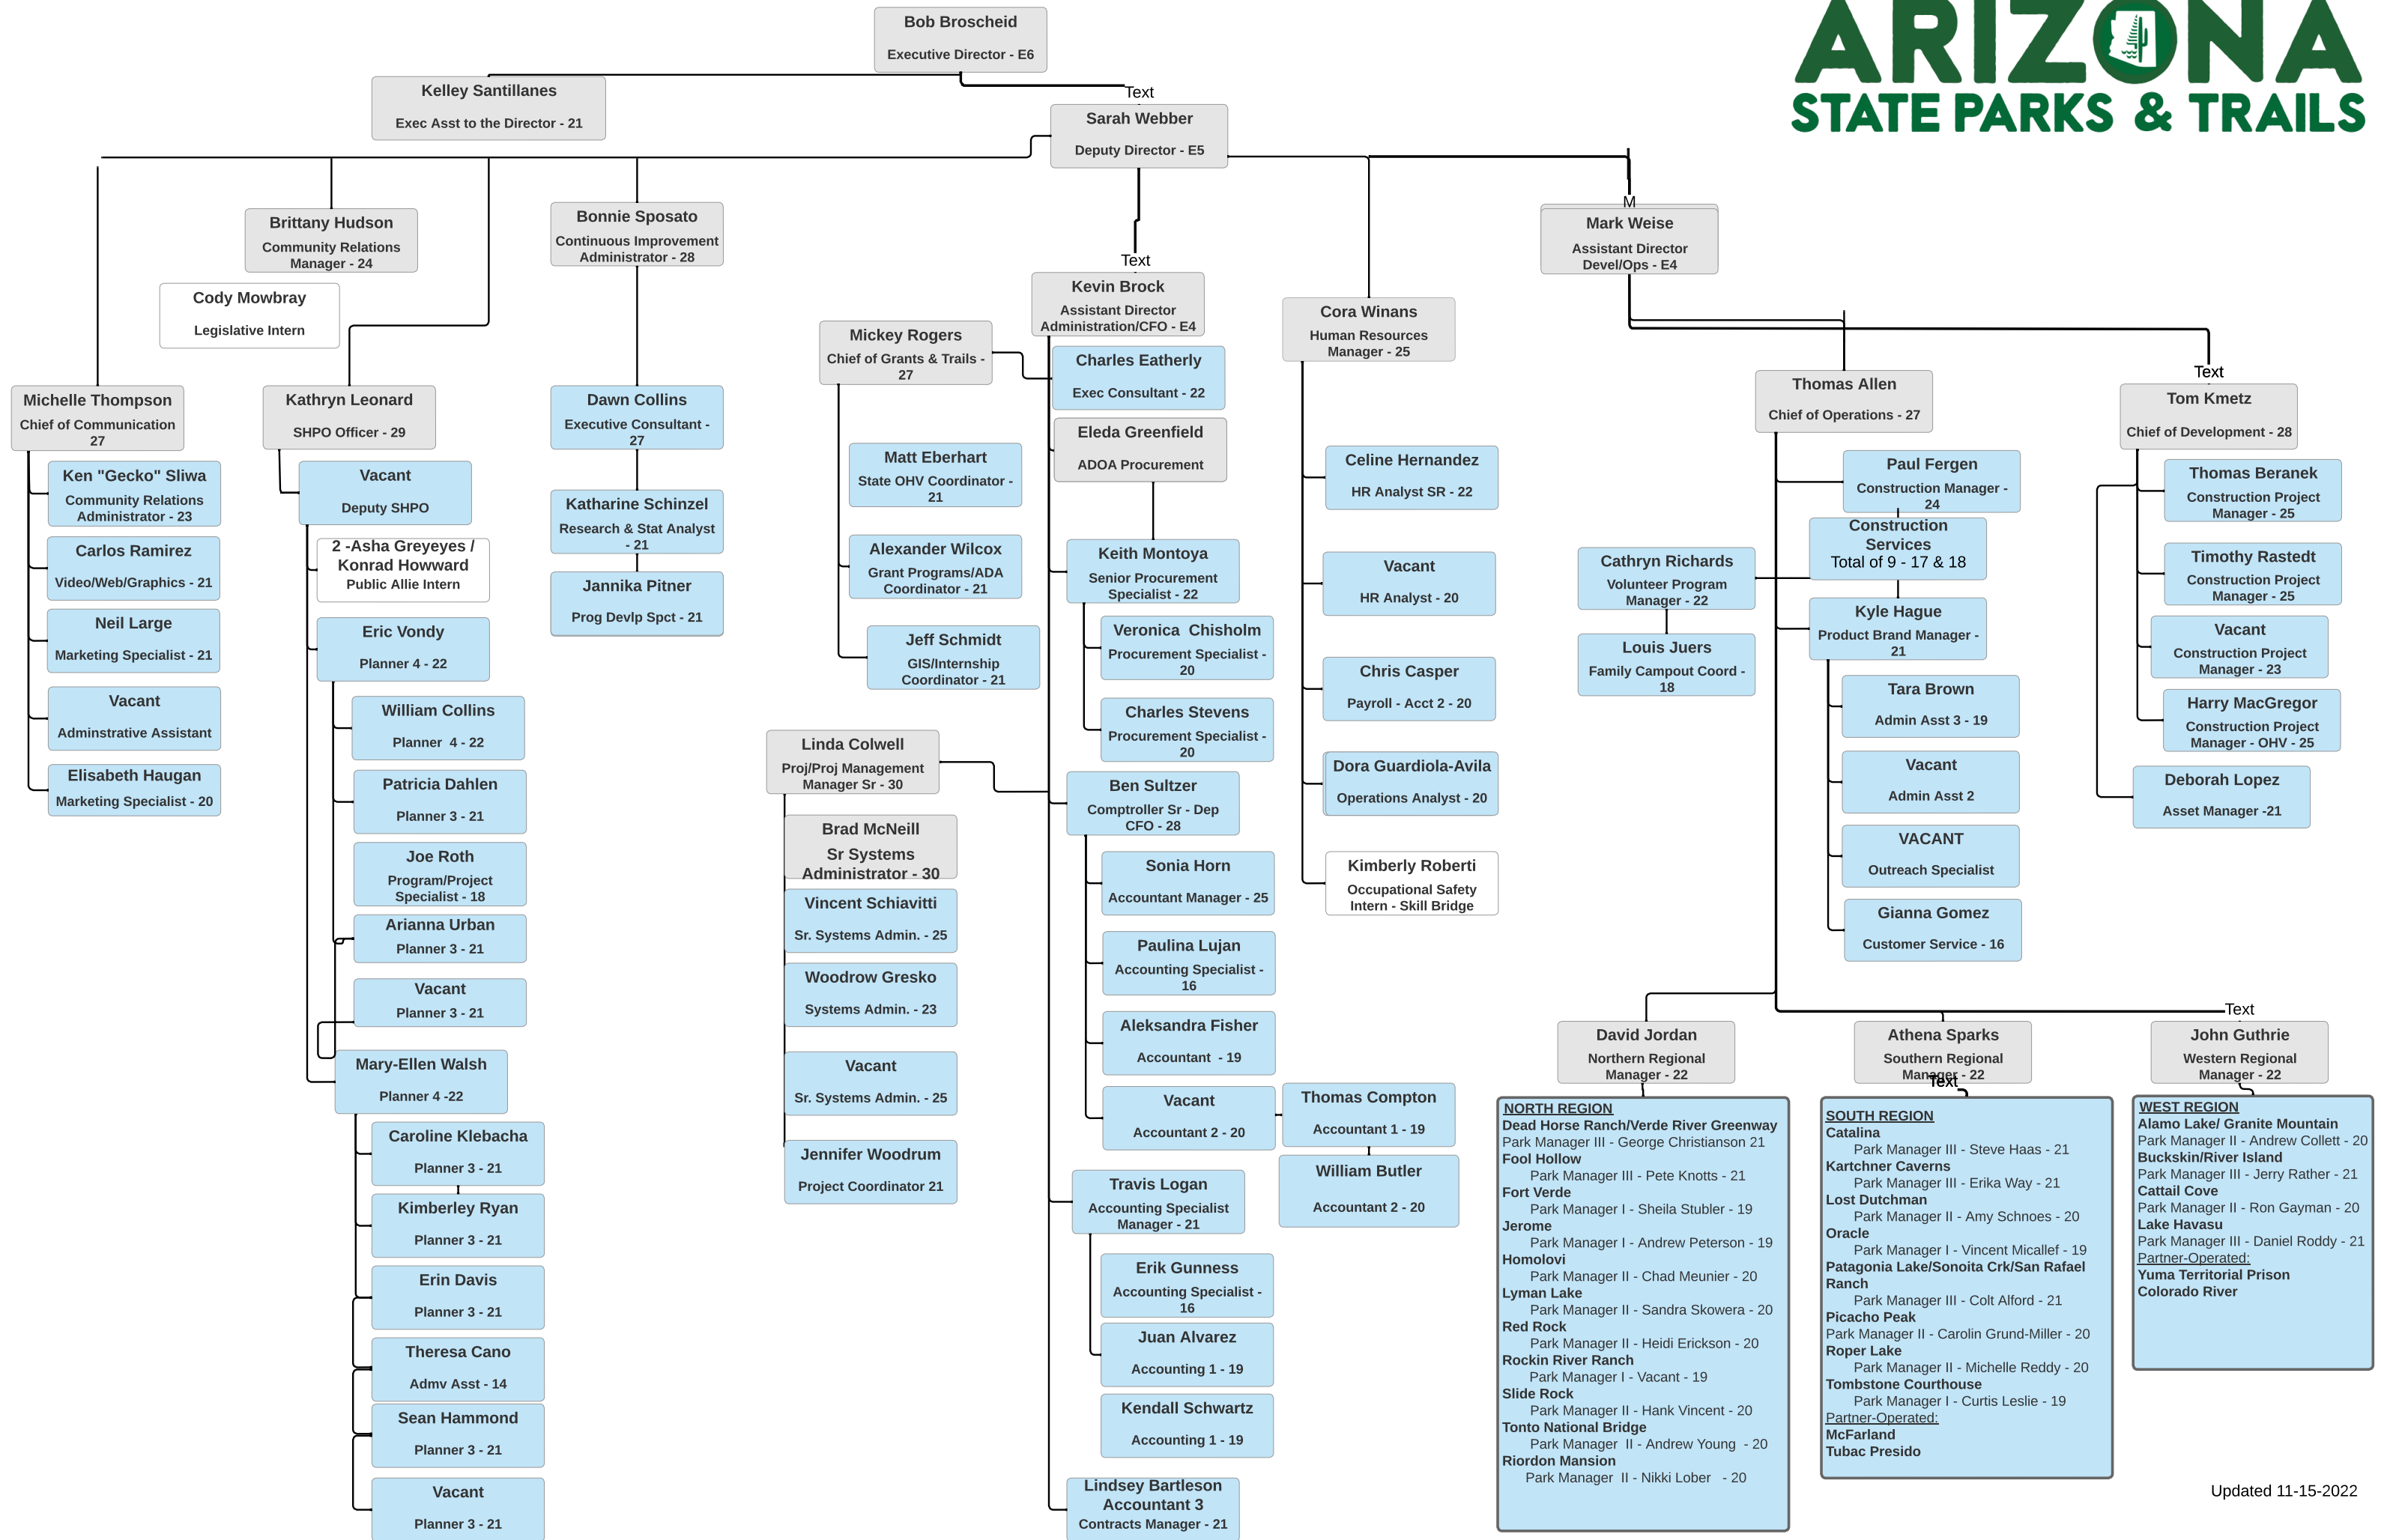 ARIZONA
STATE PARKS & TRAILS
Bob Broscheid
Executive Director - E6
Kelley Santillanes
Exec Asst to the Director - 21
Text
Sarah Webber
Deputy Director - E5
Brittany Hudson
Community Relations
Manager - 24
Cody Mowbray
Legislative Intern
Bonnie Sposato
Continuous Improvement
Administrator - 28
Text
Kevin Brock
Assistant Director
Administration/CFO - E4
Cora Winans
Human Resources
Manager - 25
M
Mark Weise
Assistant Director
Devel/Ops - E4
Michelle Thompson
Chief of Communication
27
Ken "Gecko" Sliwa
Community Relations
Administrator - 23
Carlos Ramirez
Video/Web/Graphics - 21
Neil Large
Marketing Specialist - 21
Vacant
Adminstrative Assistant
Elisabeth Haugan
Marketing Specialist - 20
Kathryn Leonard
SHPO Officer - 29
Vacant
Deputy SHPO
2 -Asha Greyeyes /
Konrad Howward
Public Allie Intern
Eric Vondy
Planner 4 - 22
William Collins
Planner  4 - 22
Patricia Dahlen
Planner 3 - 21
Joe Roth
Program/Project
Specialist - 18
Arianna Urban
Planner 3 - 21
Vacant
Planner 3 - 21
Mary-Ellen Walsh
Planner 4 -22
Caroline Klebacha
Planner 3 - 21
Kimberley Ryan
Planner 3 - 21
Erin Davis
Planner 3 - 21
Theresa Cano
Admv Asst - 14
Sean Hammond
Planner 3 - 21
Vacant
Planner 3 - 21
Dawn Collins
Executive Consultant -
27
Katharine Schinzel
Research & Stat Analyst
- 21
Jannika Pitner
Prog Devlp Spct - 21
Mickey Rogers
Chief of Grants & Trails -
27
Matt Eberhart
State OHV Coordinator -
21
Alexander Wilcox
Grant Programs/ADA
Coordinator - 21
Jeff Schmidt
GIS/Internship
Coordinator - 21
Linda Colwell
Proj/Proj Management
Manager Sr - 30
Brad McNeill
Sr Systems
Administrator - 30
Vincent Schiavitti
Sr. Systems Admin. - 25
Woodrow Gresko
Systems Admin. - 23
Vacant
Sr. Systems Admin. - 25
Jennifer Woodrum
Project Coordinator 21
Charles Eatherly
Exec Consultant - 22
Eleda Greenfield
ADOA Procurement
Keith Montoya
Senior Procurement
Specialist - 22
Veronica  Chisholm
Procurement Specialist -
20
Charles Stevens
Procurement Specialist -
20
Ben Sultzer
Comptroller Sr - Dep
CFO - 28
Sonia Horn
Accountant Manager - 25
Paulina Lujan
Accounting Specialist -
16
Aleksandra Fisher
Accountant  - 19
Vacant
Accountant 2 - 20
Thomas Compton
Accountant 1 - 19
William Butler
Accountant 2 - 20
Travis Logan
Accounting Specialist
Manager - 21
Erik Gunness
Accounting Specialist -
16
Juan Alvarez
Accounting 1 - 19
Kendall Schwartz
Accounting 1 - 19
Lindsey Bartleson
Accountant 3
Contracts Manager - 21
Celine Hernandez
HR Analyst SR - 22
Vacant
HR Analyst - 20
Chris Casper
Payroll - Acct 2 - 20
Dora Guardiola-Avila
Operations Analyst - 20
Kimberly Roberti
Occupational Safety
Intern - Skill Bridge
Thomas Allen
Chief of Operations - 27
Paul Fergen
Construction Manager -
24
Construction
Services
Total of 9 - 17 & 18
Cathryn Richards
Volunteer Program
Manager - 22
Louis Juers
Family Campout Coord -
18
Kyle Hague
Product Brand Manager -
21
Tara Brown
Admin Asst 3 - 19
Vacant
Admin Asst 2
VACANT
Outreach Specialist
Gianna Gomez
Customer Service - 16
Text
Tom Kmetz
Chief of Development - 28
Thomas Beranek
Construction Project
Manager - 25
Timothy Rastedt
Construction Project
Manager - 25
Vacant
Construction Project
Manager - 23
Harry MacGregor
Construction Project
Manager - OHV - 25
Deborah Lopez
Asset Manager -21
David Jordan
Northern Regional
Manager - 22
NORTH REGION
Dead Horse Ranch/Verde River Greenway
Park Manager III - George Christianson 21
Fool Hollow
Park Manager III - Pete Knotts - 21
Fort Verde
Park Manager I - Sheila Stubler - 19
Jerome
Park Manager I - Andrew Peterson - 19
Homolovi
Park Manager II - Chad Meunier - 20
Lyman Lake
Park Manager II - Sandra Skowera - 20
Red Rock
Park Manager II - Heidi Erickson - 20
Rockin River Ranch
Park Manager I - Vacant - 19
Slide Rock
Park Manager II - Hank Vincent - 20
Tonto National Bridge
Park Manager  II - Andrew Young  - 20
Riordon Mansion
Park Manager  II - Nikki Lober   - 20
Athena Sparks
Southern Regional
Manager - 22
Text
SOUTH REGION
Catalina
Park Manager III - Steve Haas - 21
Kartchner Caverns
Park Manager III - Erika Way - 21
Lost Dutchman
Park Manager II - Amy Schnoes - 20
Oracle
Park Manager I - Vincent Micallef - 19
Patagonia Lake/Sonoita Crk/San Rafael
Ranch
Park Manager III - Colt Alford - 21
Picacho Peak
Park Manager II - Carolin Grund-Miller - 20
Roper Lake
Park Manager II - Michelle Reddy - 20
Tombstone Courthouse
Park Manager I - Curtis Leslie - 19
Partner-Operated:
McFarland
Tubac Presido
Text
John Guthrie
Western Regional
Manager - 22
WEST REGION
Alamo Lake/ Granite Mountain
Park Manager II - Andrew Collett - 20
Buckskin/River Island
Park Manager III - Jerry Rather - 21
Cattail Cove
Park Manager II - Ron Gayman - 20
Lake Havasu
Park Manager III - Daniel Roddy - 21
Partner-Operated:
Yuma Territorial Prison
Colorado River
Updated 11-15-2022